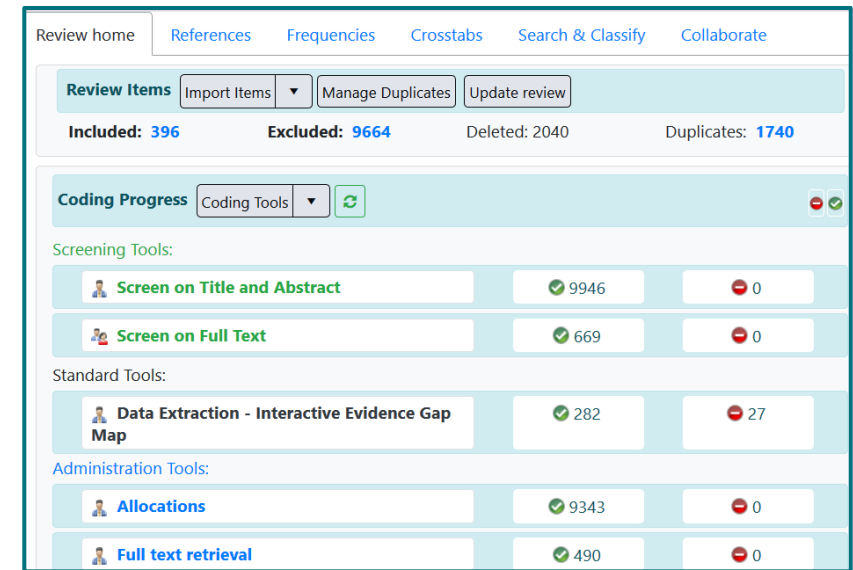 Review home References Frequencies Crosstabs Search & Classify Collaborate
Review Items Import Items ▼ Manage Duplicates Update review
Included: 396 Excluded: 9664 Deleted: 2040 Duplicates: 1740
Coding Progress Coding Tools ▼
Screening Tools:
Screen on Title and Abstract 9946 0
Screen on Full Text 669 0
Standard Tools:
Data Extraction - Interactive Evidence Gap 282 27
Map
Administration Tools:
Allocations 9343 0
Full text retrieval 490 0